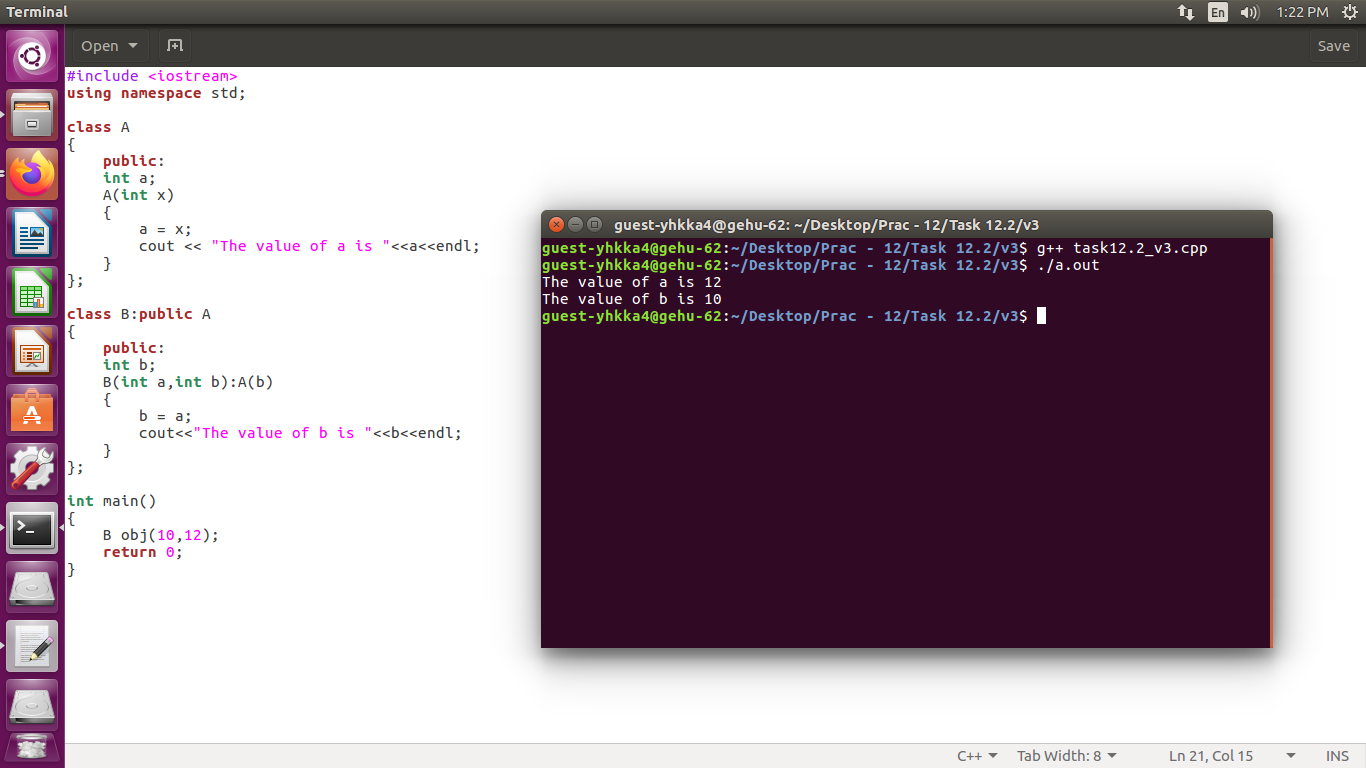 Terminal
En
1:22 PM
Open
Save
#include <iostream>
using namespace std;
class A
{
    public:
    int a;
    A(int x)
    {
        a = x;
        cout << "The value of a is "<<a<<endl;
    }
};
class B:public A
{
    public:
    int b;
    B(int a,int b):A(b)
    {
        b = a;
        cout<<"The value of b is "<<b<<endl;
    }
};
int main()
{
    B obj(10,12);
    return 0;
}
guest-yhkka4@gehu-62: ~/Desktop/Prac - 12/Task 12.2/v3
guest-yhkka4@gehu-62:~/Desktop/Prac - 12/Task 12.2/v3$ g++ task12.2_v3.cpp
guest-yhkka4@gehu-62:~/Desktop/Prac - 12/Task 12.2/v3$ ./a.out
The value of a is 12
The value of b is 10
guest-yhkka4@gehu-62:~/Desktop/Prac - 12/Task 12.2/v3$
C++
Tab Width: 8
Ln 21, Col 15
INS